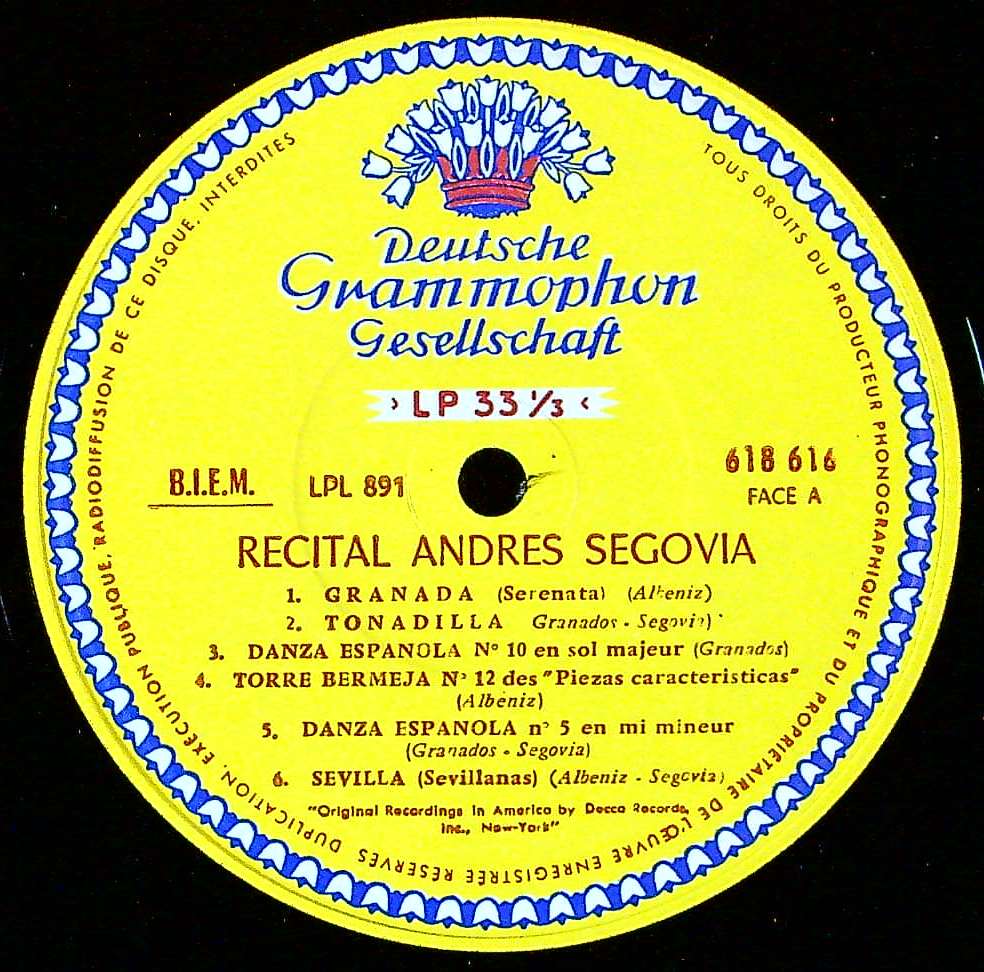 Deutsche
Grammophon
Gesellschaft
LP 33 1/3
B.I.E.M.
LPL 891
618 616
FACE A
RECITAL ANDRES SEGOVIA
1. GRANADA (Serenata) (Albeniz)
2. TONADILLA Granados - Segovia)
3. DANZA ESPANOLA Nº 10 en sol majeur (Granados)
4. TORRE BERMEJA Nº 12 des "Piezas caracteristicas"
(Albéniz)
5. DANZA ESPANOLA nº 5 en mi mineur
(Granados - Segovia)
6. SEVILLA (Sevillanas) (Albeniz - Segovia)
"Original Recordings in America by Decca Records,
Inc., New-York"
TOUS DROITS DU PRODUCTEUR PHONOGRAPHIQUE ET DU PROPRIÉTAIRE DE L'ŒUVRE ENREGISTRÉE RÉSERVÉS DUPLICATION, EXÉCUTION PUBLIQUE, RADIODIFFUSION DE CE DISQUE, INTERDITES